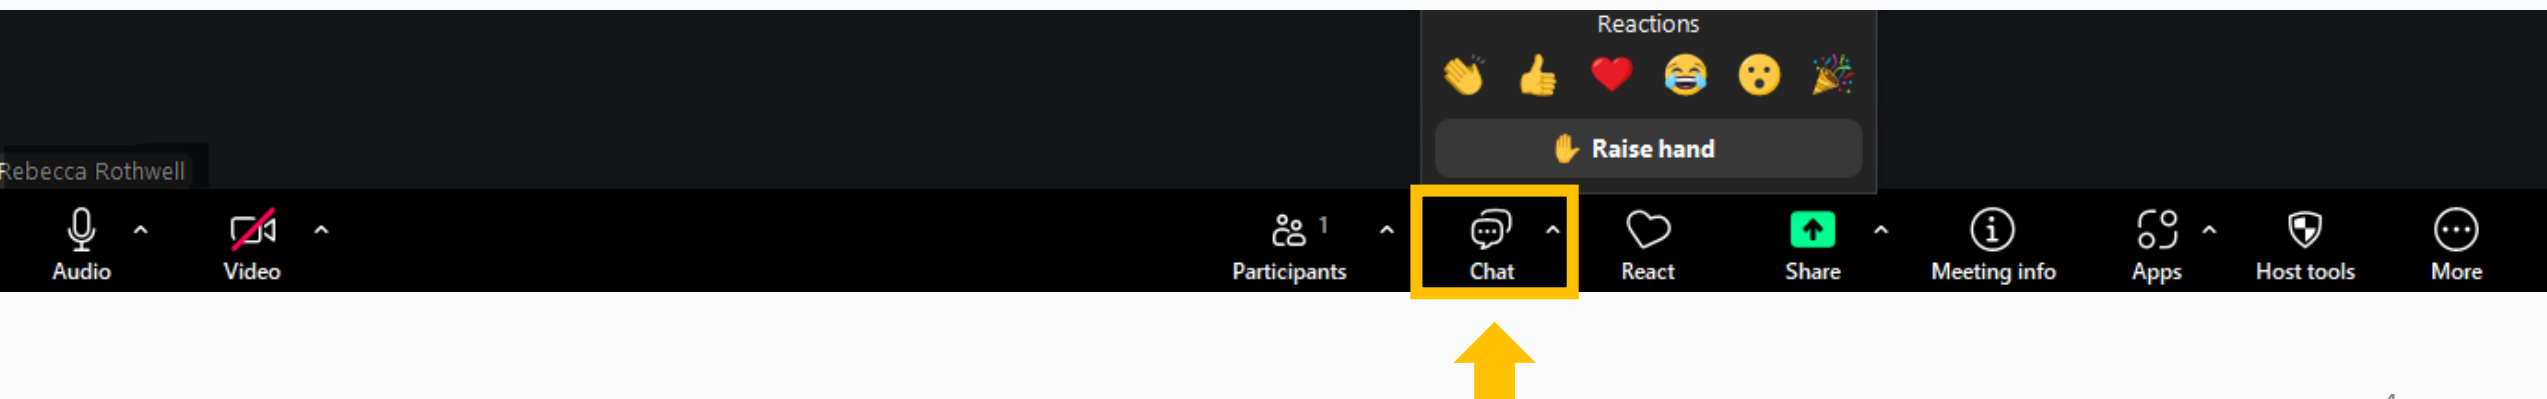 Reactions
Raise hand
Rebecca Rothwell
1
Audio
Video
Participants
Chat
React
Share
Meeting info
Apps
Host tools
More